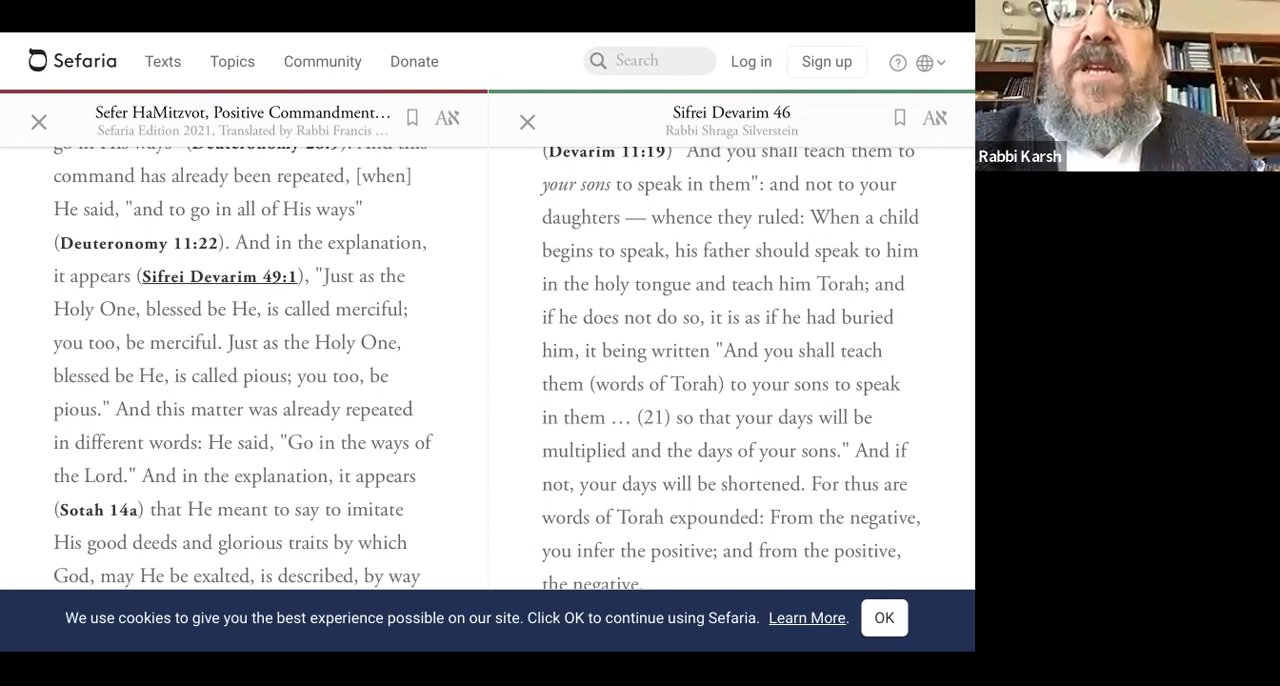 Sefaria
Texts
Topics
Community
Donate
Search
Log in
Sign up
Sefer HaMitzvot, Positive Commandment…
Sefaria Edition 2021, Translated by Rabbi Francis …
Aא
go in His ways" (Deuteronomy 28:9). And this
command has already been repeated, [when]
He said, "and to go in all of His ways"
(Deuteronomy 11:22). And in the explanation,
it appears (Sifrei Devarim 49:1), "Just as the
Holy One, blessed be He, is called merciful;
you too, be merciful. Just as the Holy One,
blessed be He, is called pious; you too, be
pious." And this matter was already repeated
in different words: He said, "Go in the ways of
the Lord." And in the explanation, it appears
(Sotah 14a) that He meant to say to imitate
His good deeds and glorious traits by which
God, may He be exalted, is described, by way
Sifrei Devarim 46
Rabbi Shraga Silverstein
Aא
(Devarim 11:19) "And you shall teach them to
your sons to speak in them": and not to your
daughters — whence they ruled: When a child
begins to speak, his father should speak to him
in the holy tongue and teach him Torah; and
if he does not do so, it is as if he had buried
him, it being written "And you shall teach
them (words of Torah) to your sons to speak
in them … (21) so that your days will be
multiplied and the days of your sons." And if
not, your days will be shortened. For thus are
words of Torah expounded: From the negative,
you infer the positive; and from the positive,
the negative.
We use cookies to give you the best experience possible on our site. Click OK to continue using Sefaria. Learn More.
OK
Rabbi Karsh